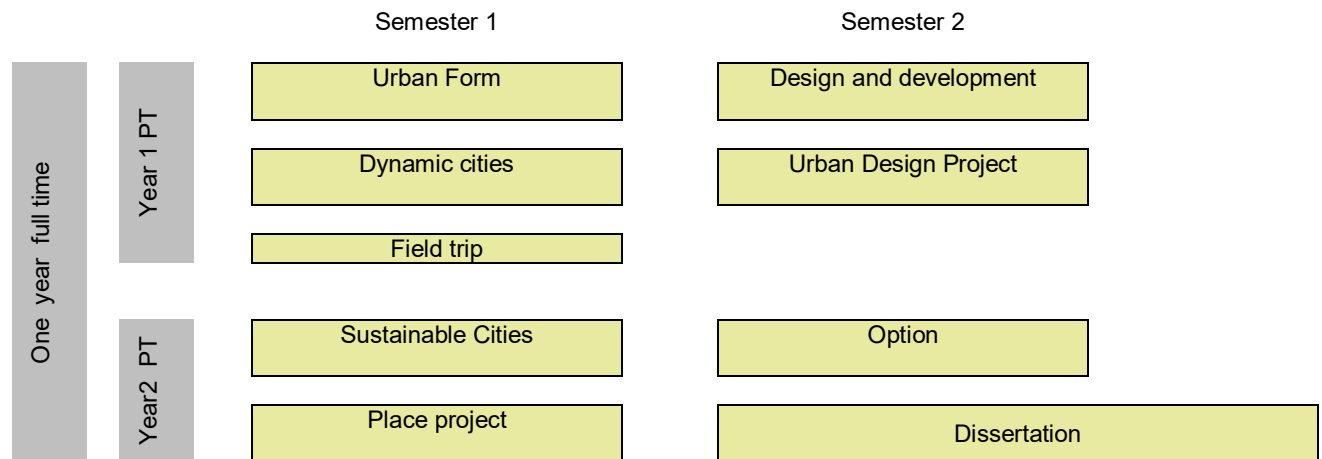 Semester 1
Semester 2
One year full time
Year 1 PT
Urban Form
Design and development
Dynamic cities
Urban Design Project
Field trip
Year2 PT
Sustainable Cities
Option
Place project
Dissertation